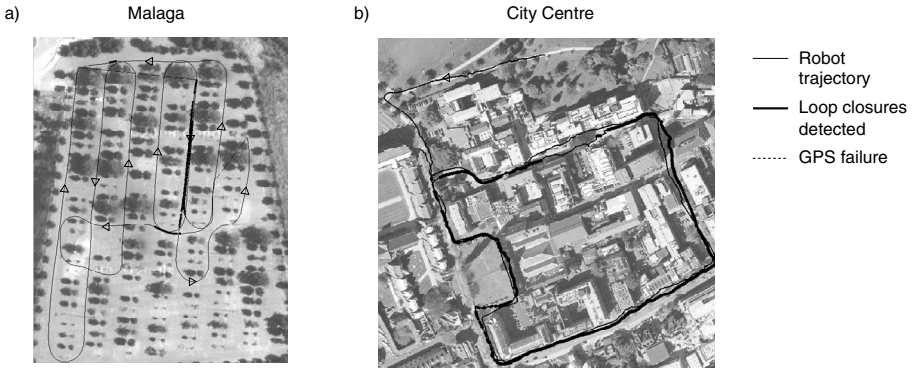 a) Malaga
b) City Centre
Robot
trajectory
Loop closures
detected
GPS failure